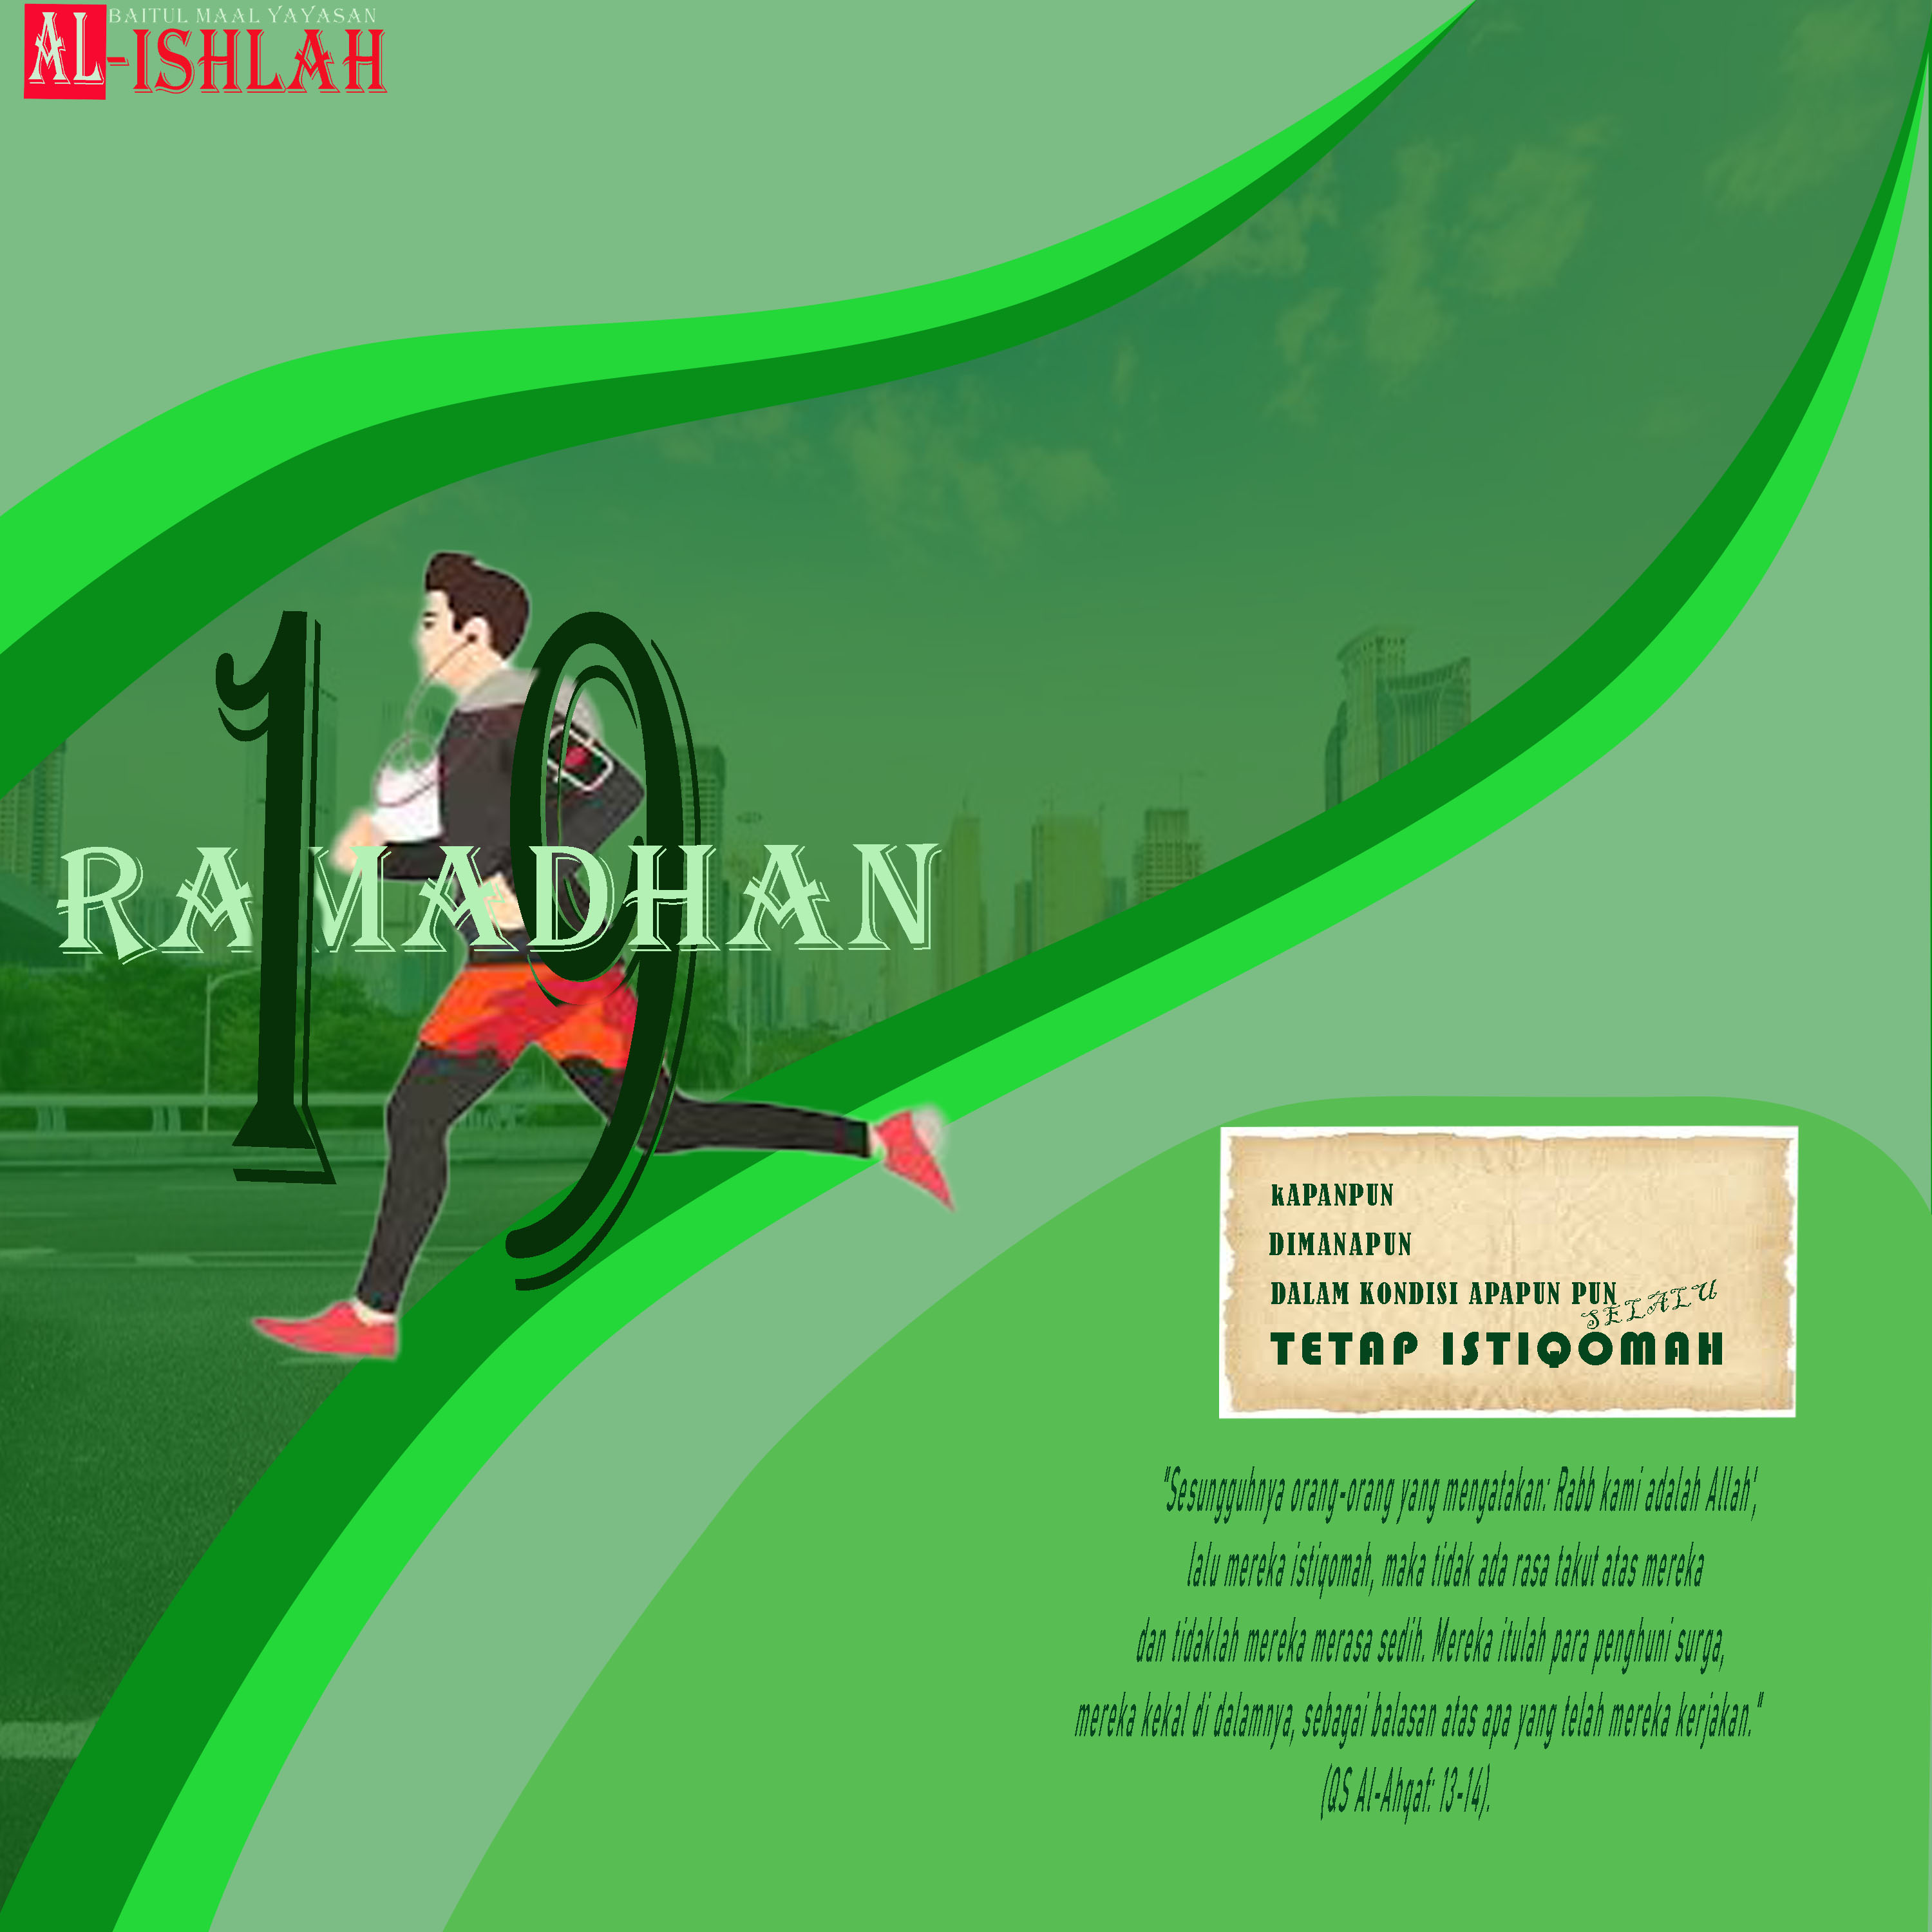 BAITUL MAAL YAYASAN
AL-ISHLAH
19
RAMADHAN
kAPANPUN
DIMANAPUN
DALAM KONDISI APAPUN PUN
SELALU
TETAP ISTIQOMAH
"Sesungguhnya orang-orang yang mengatakan: Rabb kami adalah Allah',
lalu mereka istiqomah, maka tidak ada rasa takut atas mereka
dan tidaklah mereka merasa sedih. Mereka itulah para penghuni surga,
mereka kekal di dalamnya, sebagai balasan atas apa yang telah mereka kerjakan."
(QS Al-Ahqaf: 13-14).